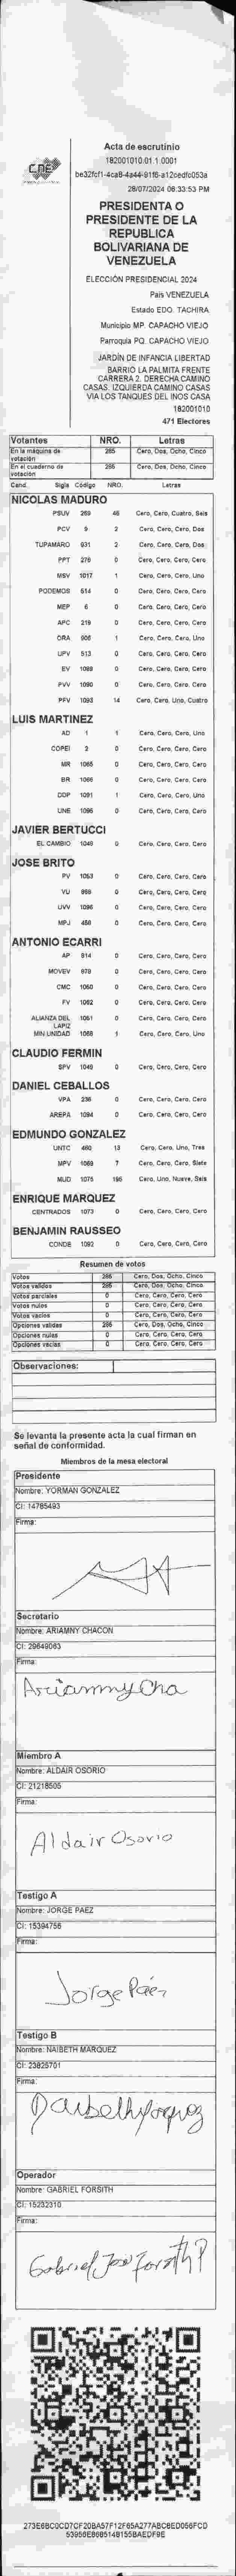 Acta de escrutinio
CNE
182001010.01.1.0001
be32fcf1-4ca8-4a44-91f8-a12cedfc053a
28/07/2024 06:33:53 PM
PRESIDENTA O
PRESIDENTE DE LA
REPUBLICA
BOLIVARIANA DE
VENEZUELA
ELECCIÓN PRESIDENCIAL 2024
País VENEZUELA
Estado EDO. TACHIRA
Municipio MP. CAPACHO VIEJO
Parroquia PQ. CAPACHO VIEJO
JARDÍN DE INFANCIA LIBERTAD
BARRIO LA PALMITA FRENTE
CARRERA 2. DERECHA CAMINO
CASAS. IZQUIERDA CAMINO CASAS
VIA LOS TANQUES DEL INOS CASA
182001010
471 Electores
Votantes NRO. Letras
En la máquina de votación 285 Cero, Dos, Ocho, Cinco
En el cuaderno de votación 285 Cero, Dos, Ocho, Cinco
Cand. Sigla Código NRO. Letras
NICOLAS MADURO
PSUV 269 46 Cero, Cero, Cuatro, Seis
PCV 9 2 Cero, Cero, Cero, Dos
TUPAMARO 931 2 Cero, Cero, Cero, Dos
PPT 276 0 Cero, Cero, Cero, Cero
MSV 1017 1 Cero, Cero, Cero, Uno
PODEMOS 514 0 Cero, Cero, Cero, Cero
MEP 6 0 Cero, Cero, Cero, Cero
APC 219 0 Cero, Cero, Cero, Cero
ORA 906 1 Cero, Cero, Cero, Uno
UPV 513 0 Cero, Cero, Cero, Cero
EV 1089 0 Cero, Cero, Cero, Cero
PVV 1090 0 Cero, Cero, Cero, Cero
PFV 1093 14 Cero, Cero, Uno, Cuatro
LUIS MARTINEZ
AD 1 1 Cero, Cero, Cero, Uno
COPEI 3 0 Cero, Cero, Cero, Cero
MR 1065 0 Cero, Cero, Cero, Cero
BR 1066 0 Cero, Cero, Cero, Cero
DDP 1091 1 Cero, Cero, Cero, Uno
UNE 1095 0 Cero, Cero, Cero, Cero
JAVIER BERTUCCI
EL CAMBIO 1048 0 Cero, Cero, Cero, Cero
JOSE BRITO
PV 1053 0 Cero, Cero, Cero, Cero
VU 958 0 Cero, Cero, Cero, Cero
UVV 1096 0 Cero, Cero, Cero, Cero
MPJ 450 0 Cero, Cero, Cero, Cero
ANTONIO ECARRI
AP 914 0 Cero, Cero, Cero, Cero
MOVEV 979 0 Cero, Cero, Cero, Cero
CMC 1050 0 Cero, Cero, Cero, Cero
FV 1062 0 Cero, Cero, Cero, Cero
ALIANZA DEL LAPIZ 1061 0 Cero, Cero, Cero, Cero
MIN UNIDAD 1068 1 Cero, Cero, Cero, Uno
CLAUDIO FERMIN
SPV 1049 0 Cero, Cero, Cero, Cero
DANIEL CEBALLOS
VPA 236 0 Cero, Cero, Cero, Cero
AREPA 1094 0 Cero, Cero, Cero, Cero
EDMUNDO GONZALEZ
UNTC 460 13 Cero, Cero, Uno, Tres
MPV 1069 7 Cero, Cero, Cero, Siete
MUD 1075 196 Cero, Uno, Nueve, Seis
ENRIQUE MARQUEZ
CENTRADOS 1073 0 Cero, Cero, Cero, Cero
BENJAMIN RAUSSEO
CONDE 1092 0 Cero, Cero, Cero, Cero
Resumen de votos
Votos 285 Cero, Dos, Ocho, Cinco
Votos válidos 285 Cero, Dos, Ocho, Cinco
Votos parciales 0 Cero, Cero, Cero, Cero
Votos nulos 0 Cero, Cero, Cero, Cero
Votos vacíos 0 Cero, Cero, Cero, Cero
Opciones válidas 285 Cero, Dos, Ocho, Cinco
Opciones nulas 0 Cero, Cero, Cero, Cero
Opciones vacías 0 Cero, Cero, Cero, Cero
Observaciones:
Se levanta la presente acta la cual firman en
señal de conformidad.
Miembros de la mesa electoral
Presidente
Nombre: YORMAN GONZALEZ
CI: 14785493
Firma:
Secretario
Nombre: ARIAMNY CHACON
CI: 29649063
Firma:
Ariamny Cha
Miembro A
Nombre: ALDAIR OSORIO
CI: 21218505
Firma:
Aldair Osorio
Testigo A
Nombre: JORGE PAEZ
CI: 15394756
Firma:
Jorge Páez
Testigo B
Nombre: NAIBETH MARQUEZ
CI: 23825701
Firma:
Operador
Nombre: GABRIEL FORSITH
CI: 15232310
Firma:
Gabriel Jose Forsith P
273E6BC0CD7CF20BA57F12F65A277ABC8ED056FCD
53956E8685148155BAEDF9E